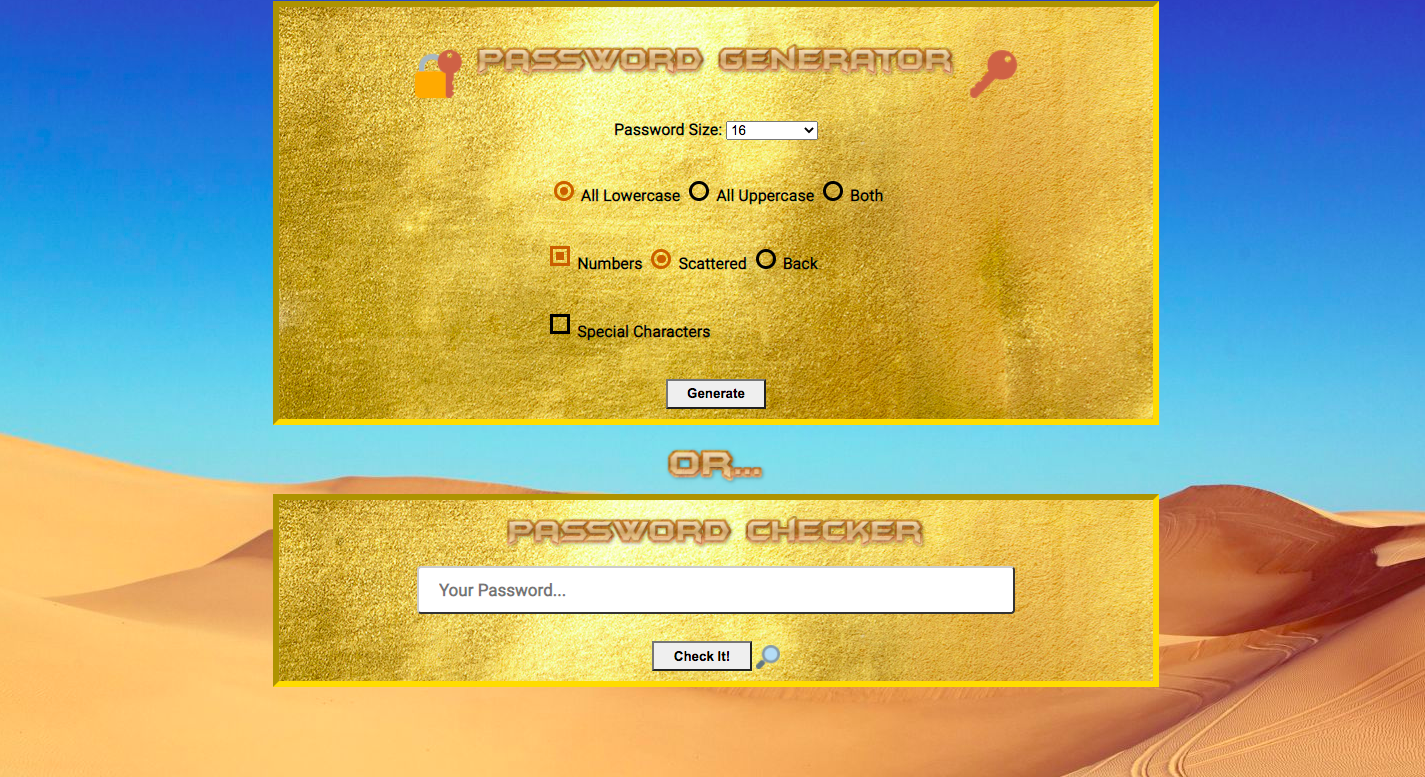 PASSWORD GENERATOR
Password Size: 16
All Lowercase All Uppercase Both
Numbers Scattered Back
Special Characters
Generate
OR...
PASSWORD CHECKER
Your Password...
Check It!